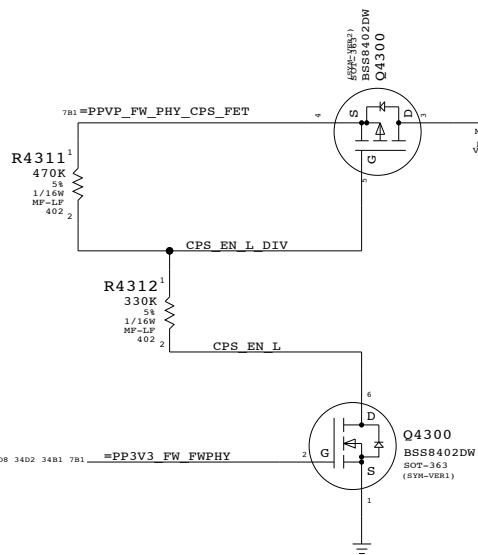 (SYM-VER2)
SOT-363
BSS8402DW
Q4300
7B1 =PPVP_FW_PHY_CPS_FET
4
S
D
3
G
5
R4311
1
470K
5%
1/16W
MF-LF
402
2
CPS_EN_L_DIV
R4312
1
330K
5%
1/16W
MF-LF
402
2
CPS_EN_L
6
D
Q4300
BSS8402DW
SOT-363
(SYM-VER1)
34D2 34B1 7B1 =PP3V3_FW_FWPHY
2
G
S
1